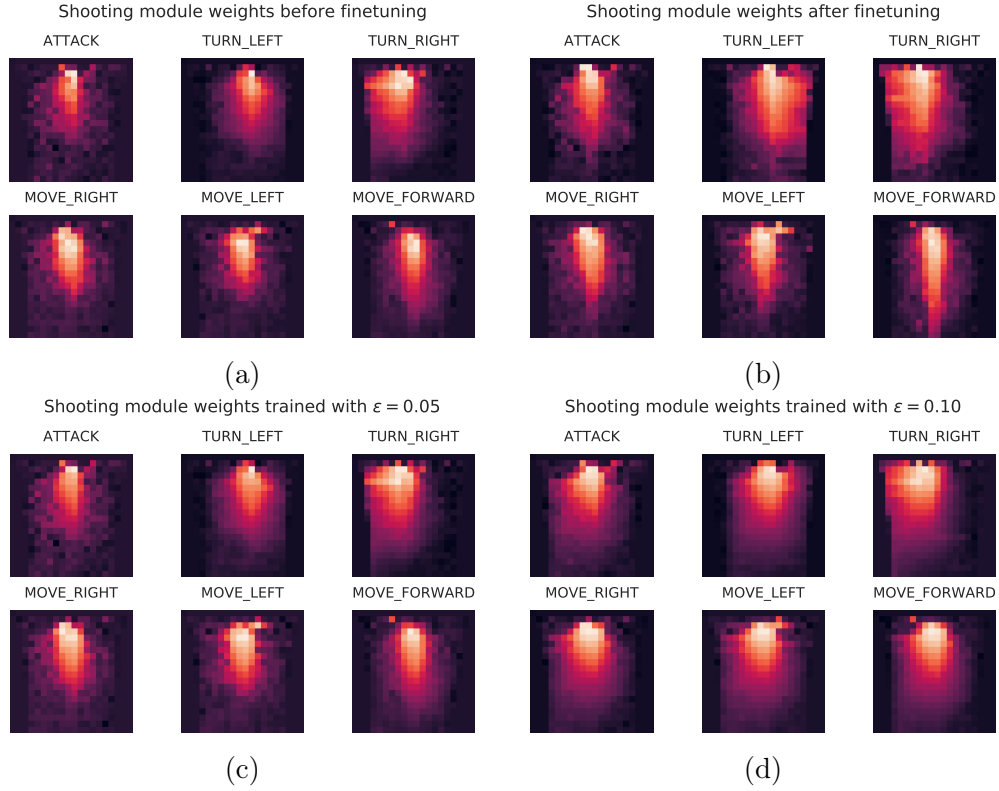 Shooting module weights before finetuning
ATTACK TURN_LEFT TURN_RIGHT
MOVE_RIGHT MOVE_LEFT MOVE_FORWARD
(a)
Shooting module weights after finetuning
ATTACK TURN_LEFT TURN_RIGHT
MOVE_RIGHT MOVE_LEFT MOVE_FORWARD
(b)
Shooting module weights trained with ε = 0.05
ATTACK TURN_LEFT TURN_RIGHT
MOVE_RIGHT MOVE_LEFT MOVE_FORWARD
(c)
Shooting module weights trained with ε = 0.10
ATTACK TURN_LEFT TURN_RIGHT
MOVE_RIGHT MOVE_LEFT MOVE_FORWARD
(d)